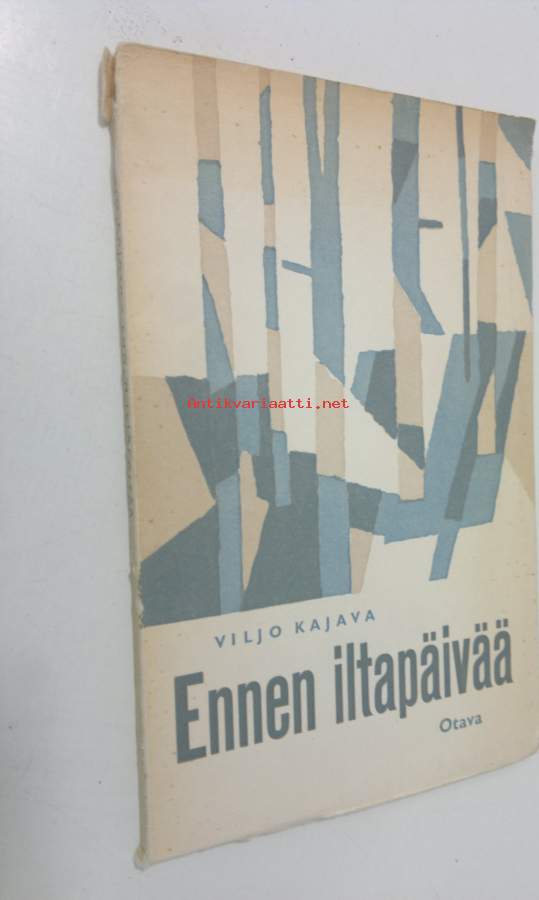 Antikvariaatti.net
VILJO KAJAVA
Ennen iltapäivää
Otava